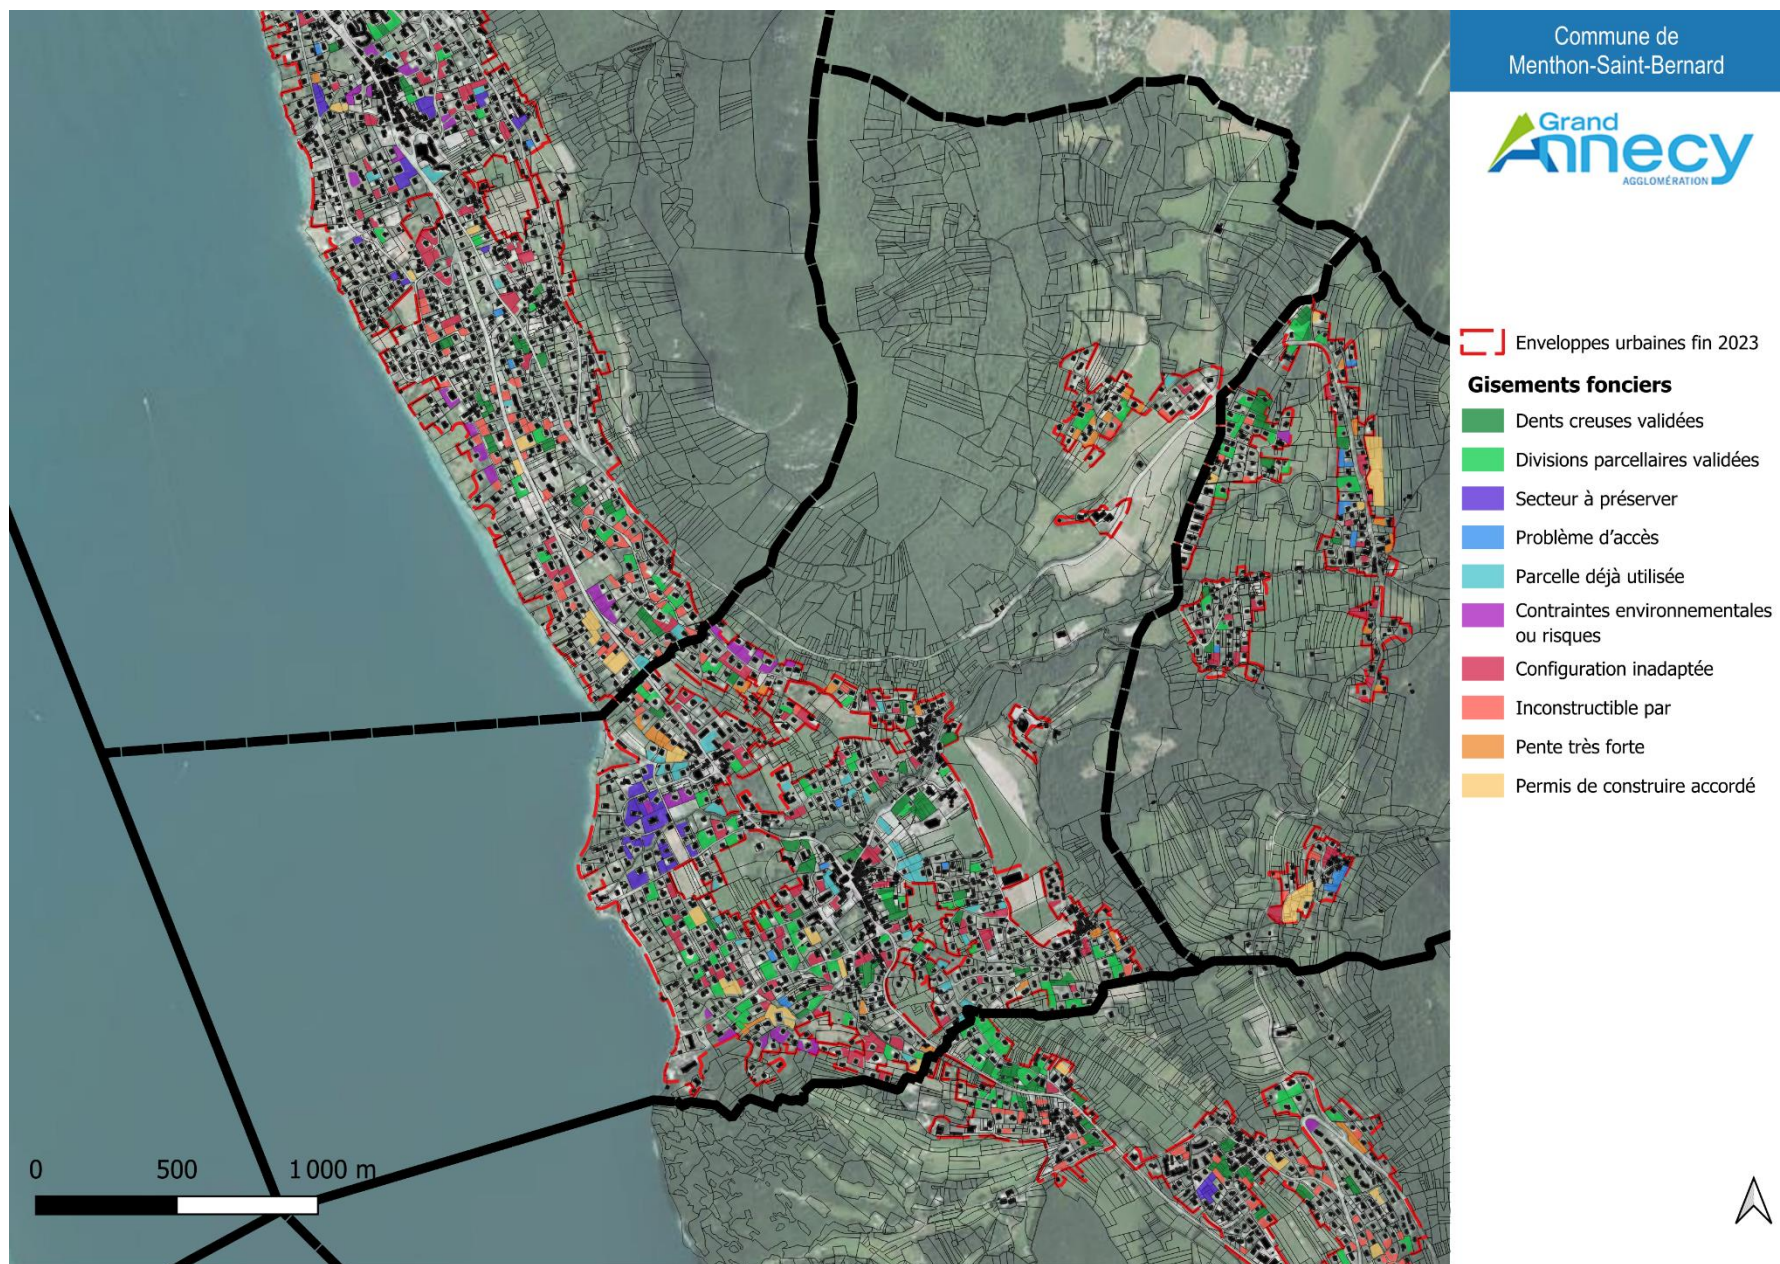 Commune de
Menthon-Saint-Bernard
Grand
Annecy
AGGLOMÉRATION
Enveloppes urbaines fin 2023
Gisements fonciers
Dents creuses validées
Divisions parcellaires validées
Secteur à préserver
Problème d'accès
Parcelle déjà utilisée
Contraintes environnementales
ou risques
Configuration inadaptée
Inconstructible par
Pente très forte
Permis de construire accordé
0 500 1 000 m